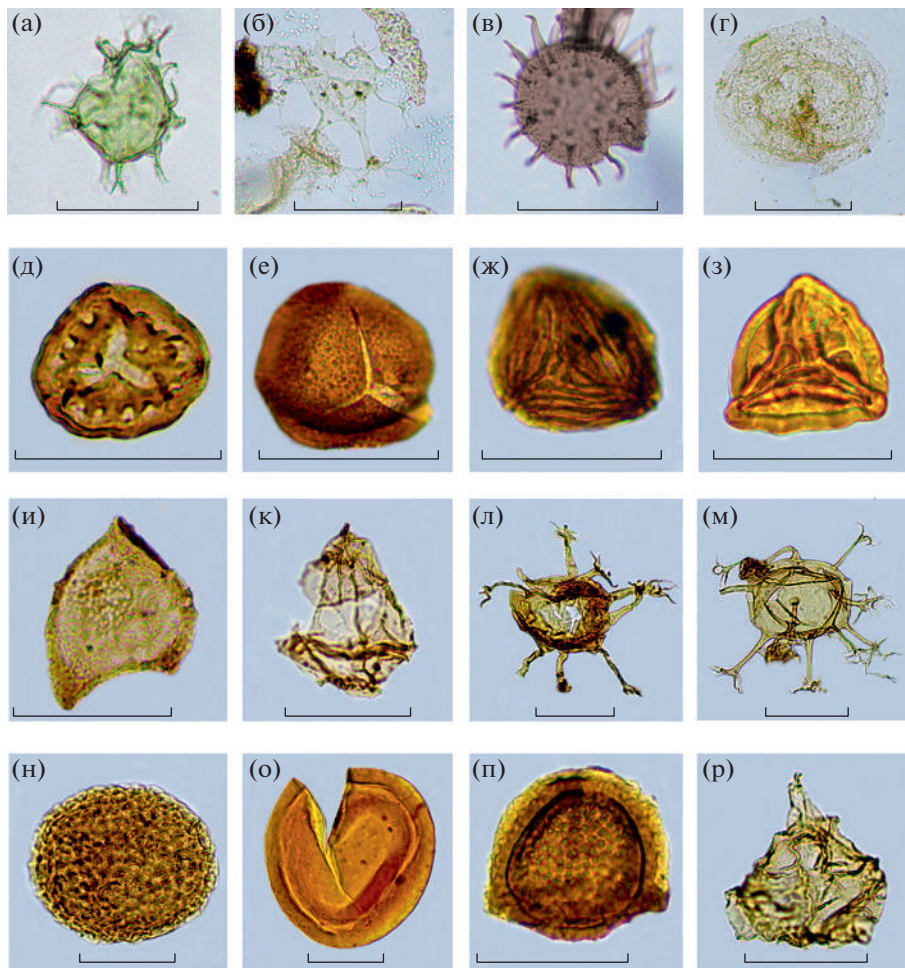 (а) (б) (в) (г)
(д) (е) (ж) (з)
(и) (к) (л) (м)
(н) (о) (п) (р)